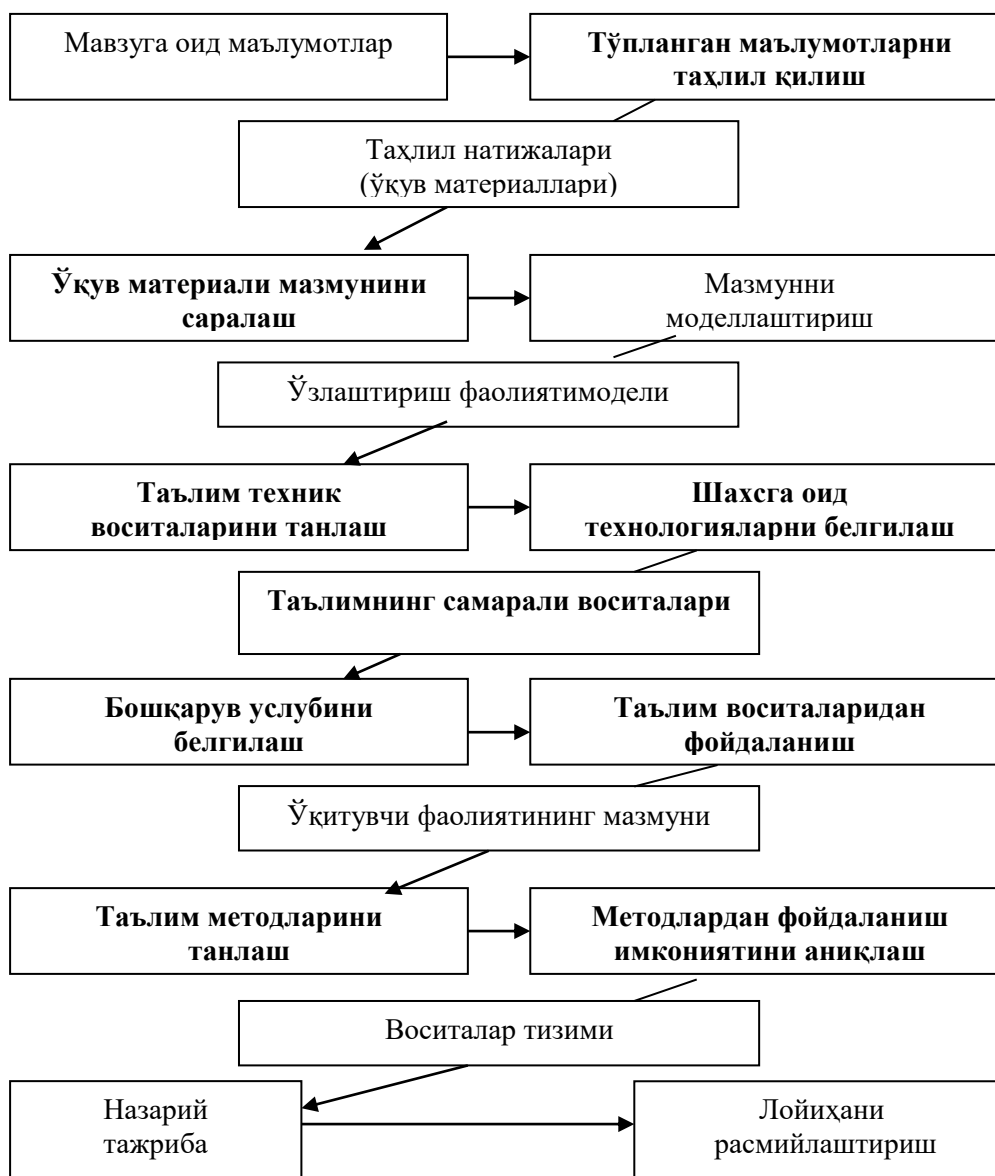 Мавзуга оид маълумотлар
Тўпланган маълумотларни
таҳлил қилиш
Таҳлил натижалари
(ўқув материаллари)
Ўқув материали мазмунини
саралаш
Мазмунни
моделлаштириш
Ўзлаштириш фаолиятимодели
Таълим техник
воситаларини танлаш
Шахсга оид
технологияларни белгилаш
Таълимнинг самарали воситалари
Бошқарув услубини
белгилаш
Таълим воситаларидан
фойдаланиш
Ўқитувчи фаолиятининг мазмуни
Таълим методларини
танлаш
Методлардан фойдаланиш
имкониятини аниқлаш
Воситалар тизими
Назарий
тажриба
Лойиҳани
расмийлаштириш